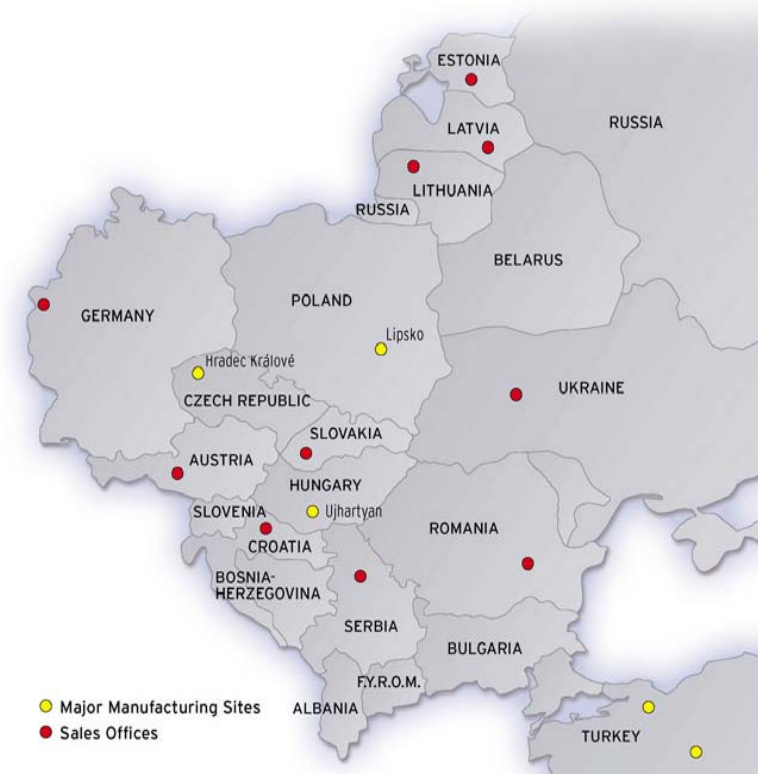 ESTONIA
RUSSIA
LATVIA
LITHUANIA
RUSSIA
BELARUS
POLAND
GERMANY
Lipsko
Hradec Králové
UKRAINE
CZECH REPUBLIC
SLOVAKIA
AUSTRIA
HUNGARY
SLOVENIA
Ujhartyan
ROMANIA
CROATIA
BOSNIA-
HERZEGOVINA
SERBIA
BULGARIA
F.Y.R.O.M.
ALBANIA
TURKEY
Major Manufacturing Sites
Sales Offices